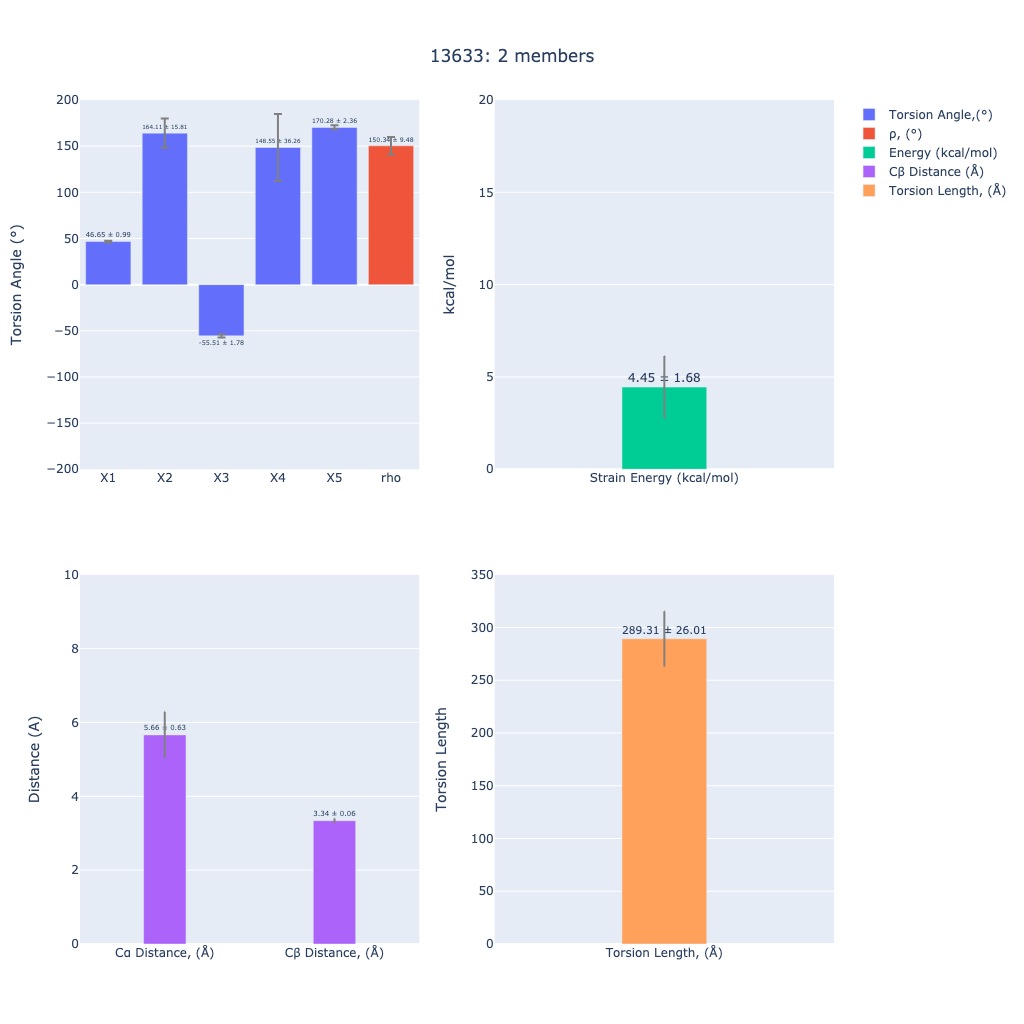 13633: 2 members
Torsion Angle (°)
200
150
100
50
0
−50
−100
−150
−200
46.65 ± 0.99
164.11 ± 15.81
-55.51 ± 1.78
148.55 ± 36.26
170.28 ± 2.36
150.34 ± 9.48
X1
X2
X3
X4
X5
rho
kcal/mol
20
15
10
5
0
4.45 ± 1.68
Strain Energy (kcal/mol)
Torsion Angle,(°)
ρ, (°)
Energy (kcal/mol)
Cβ Distance (Å)
Torsion Length, (Å)
Distance (A)
10
8
6
4
2
0
5.66 ± 0.63
3.34 ± 0.06
Cα Distance, (Å)
Cβ Distance, (Å)
Torsion Length
350
300
250
200
150
100
50
0
289.31 ± 26.01
Torsion Length, (Å)